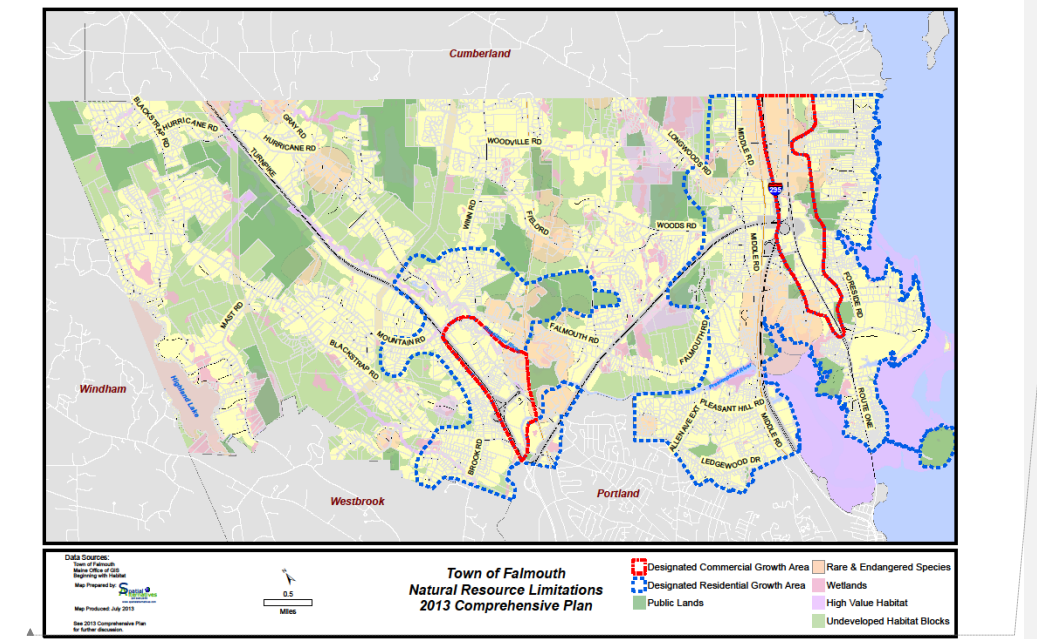 Cumberland
BLACKSTRAP RD
HURRICANE RD
GRAY RD
HURRICANE RD
TURNPIKE
WOODVILLE RD
LONGWOODS RD
MIDDLE RD
295
WINN RD
FIELD RD
WOODS RD
MIDDLE RD
FORESIDE RD
MAST RD
MOUNTAIN RD
FALMOUTH RD
FALMOUTH RD
BLACKSTRAP RD
Windham
Highland Lake
ROUTE ONE
PLEASANT HILL RD
ALLEN AVE EXT
MIDDLE RD
BROOK RD
LEDGEWOOD DR
Westbrook
Portland
Data Sources:
Town of Falmouth
Maine Office of GIS
Beginning with Habitat
Map Prepared by:
Spatial
Alternatives
Map Produced: July 2013
See 2013 Comprehensive Plan
for further discussion.
N
0.5
Miles
Town of Falmouth
Natural Resource Limitations
2013 Comprehensive Plan
Designated Commercial Growth Area
Designated Residential Growth Area
Public Lands
Rare & Endangered Species
Wetlands
High Value Habitat
Undeveloped Habitat Blocks